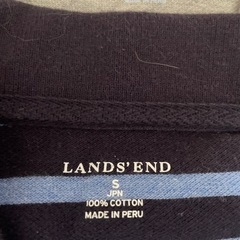 LANDS' END
S
JPN
100% COTTON
MADE IN PERU